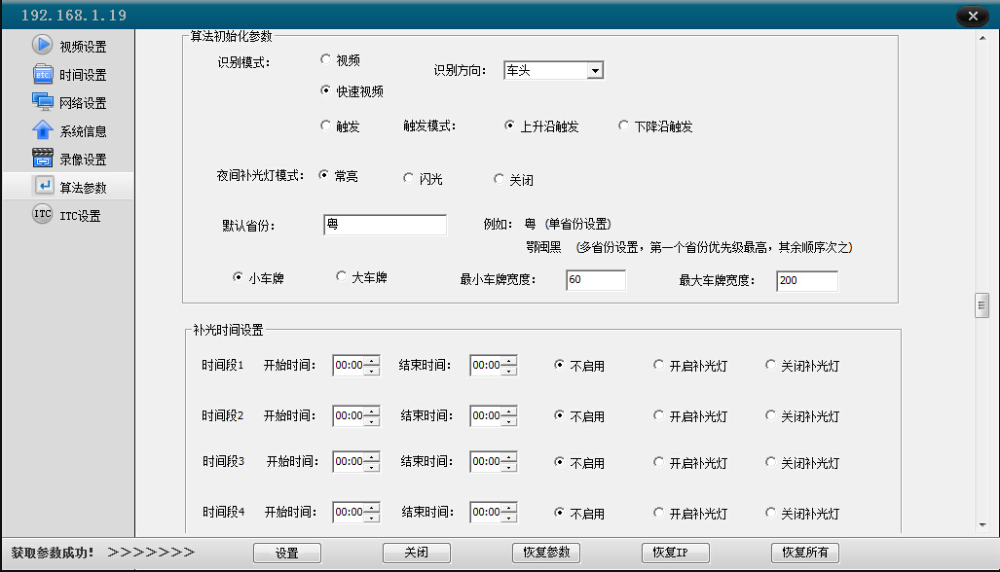 192.168.1.19
视频设置
时间设置
网络设置
系统信息
录像设置
算法参数
ITC设置
算法初始化参数
识别模式： 视频 识别方向： 车头
快速视频
触发 触发模式： 上升沿触发 下降沿触发
夜间补光灯模式： 常亮 闪光 关闭
默认省份： 粤 例如： 粤 (单省份设置)
鄂闽黑 (多省份设置，第一个省份优先级最高，其余顺序次之)
小车牌 大车牌 最小车牌宽度： 60 最大车牌宽度： 200
补光时间设置
时间段1 开始时间： 00:00 结束时间： 00:00 不启用 开启补光灯 关闭补光灯
时间段2 开始时间： 00:00 结束时间： 00:00 不启用 开启补光灯 关闭补光灯
时间段3 开始时间： 00:00 结束时间： 00:00 不启用 开启补光灯 关闭补光灯
时间段4 开始时间： 00:00 结束时间： 00:00 不启用 开启补光灯 关闭补光灯
获取参数成功! >>>>>>> 设置 关闭 恢复参数 恢复IP 恢复所有